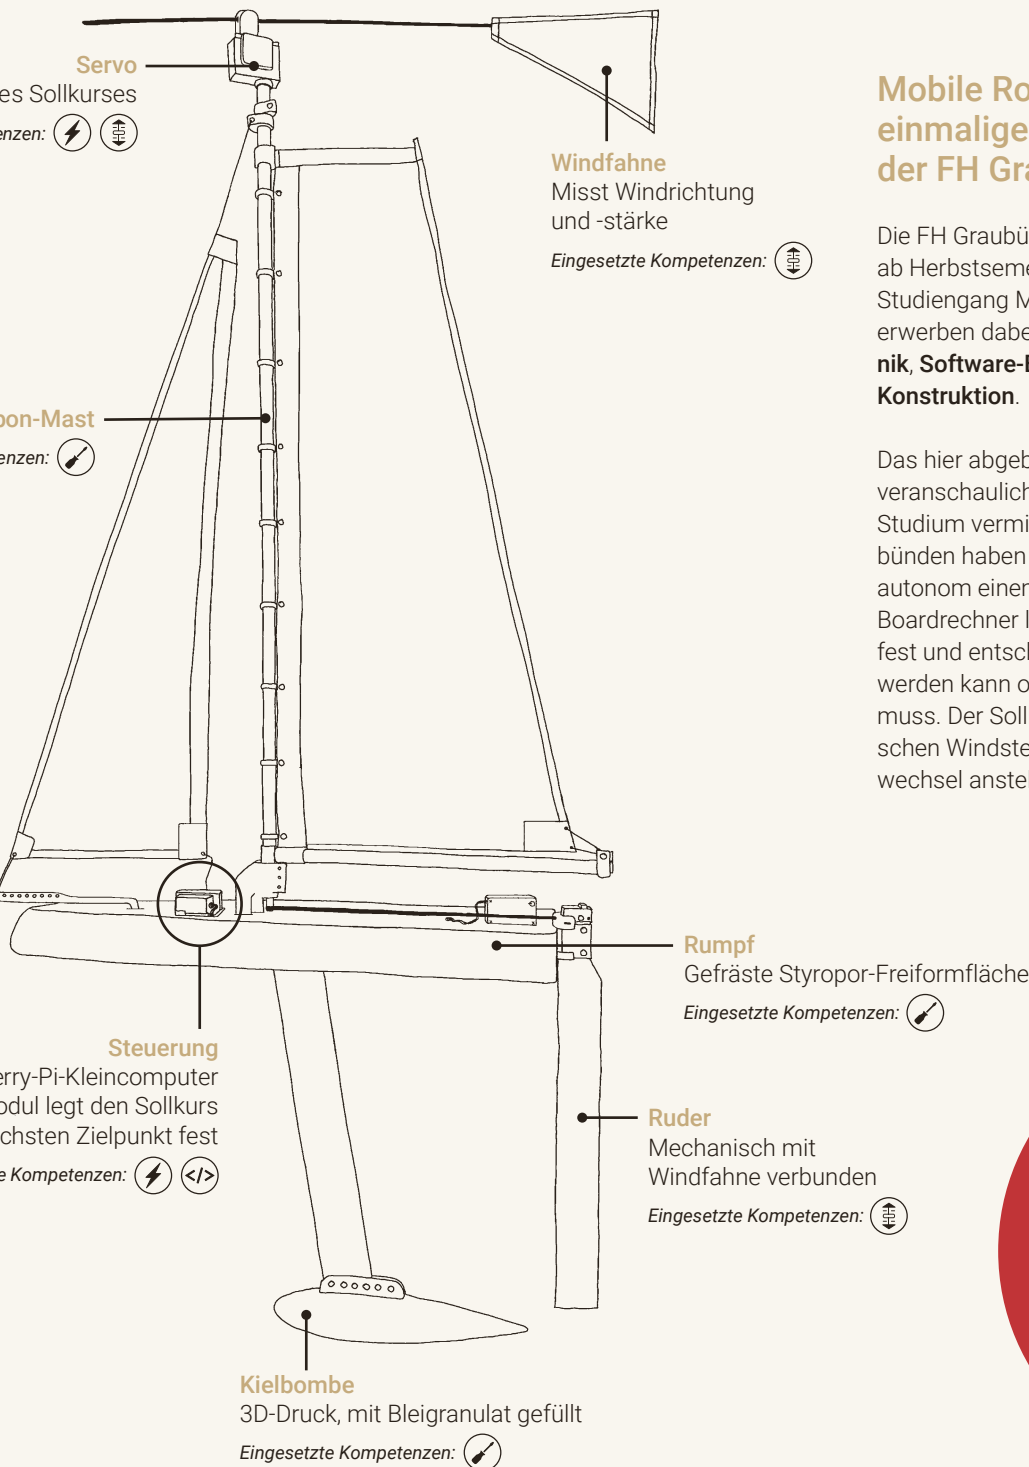 Servo
es Sollkurses
enzen:
Windfahne
Misst Windrichtung
und -stärke
Eingesetzte Kompetenzen:
bon-Mast
enzen:
Mobile Ro
einmalige
der FH Gra
Die FH Graubü
ab Herbstseme
Studiengang M
erwerben dabe
nik, Software-E
Konstruktion.
Das hier abgeb
veranschaulich
Studium vermi
bünden haben
autonom einen
Boardrechner l
fest und entsch
werden kann o
muss. Der Soll
schen Windste
wechsel anste
Rumpf
Gefräste Styropor-Freiformfläche
Eingesetzte Kompetenzen:
Steuerung
erry-Pi-Kleincomputer
odul legt den Sollkurs
chsten Zielpunkt fest
e Kompetenzen: </>
Ruder
Mechanisch mit
Windfahne verbunden
Eingesetzte Kompetenzen:
Kielbombe
3D-Druck, mit Bleigranulat gefüllt
Eingesetzte Kompetenzen: